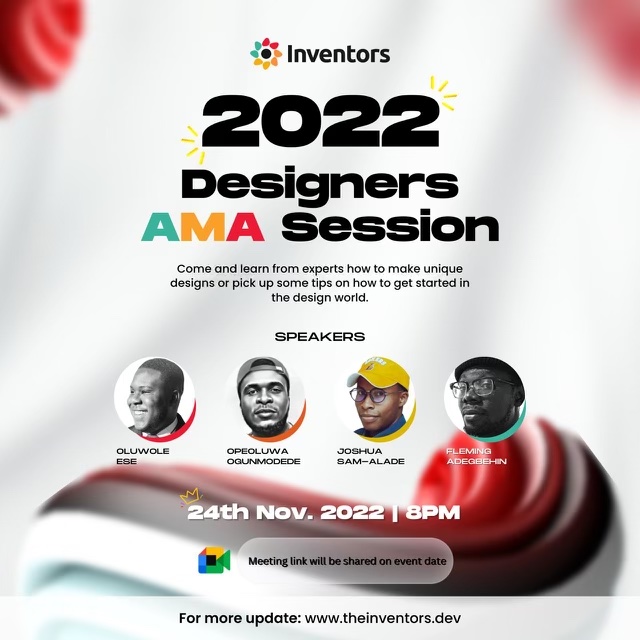 Inventors
2022
Designers
AMA Session
Come and learn from experts how to make unique
designs or pick up some tips on how to get started in
the design world.
SPEAKERS
OLUWOLE
ESE
OPEOLUWA
OGUNMODEDE
JOSHUA
SAM-ALADE
FLEMING
ADEGBEHIN
24th Nov. 2022 | 8PM
Meeting link will be shared on event date
For more update: www.theinventors.dev